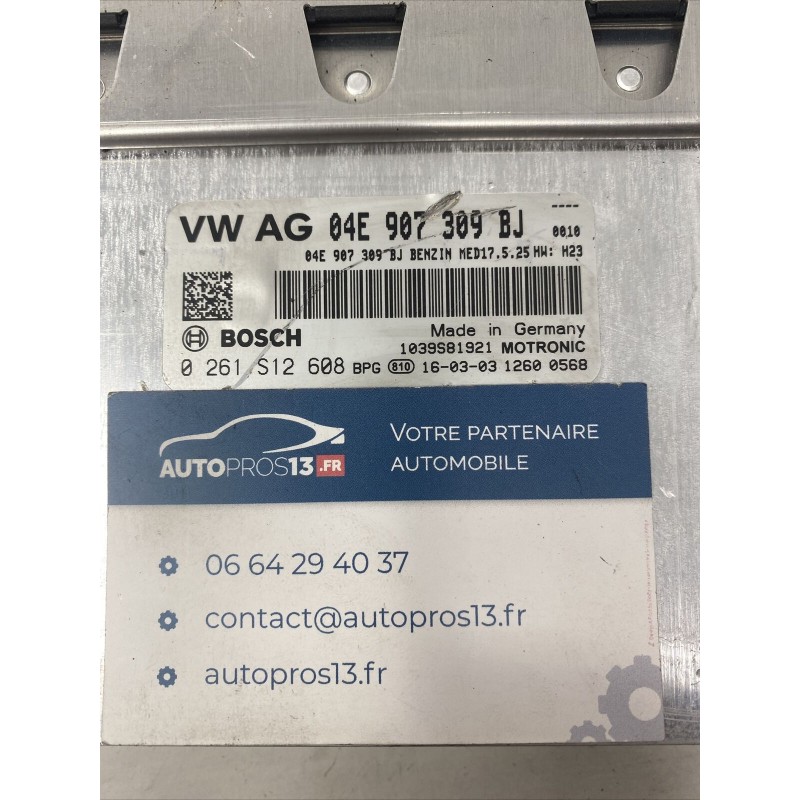 VW AG 04E 907 309 BJ 0010
04E 907 309 BJ BENZIN MED17.5.25 HW: H23
BOSCH
Made in Germany
1039S81921 MOTRONIC
0 261 S12 608 BPG 810 16-03-03 1260 0568
AUTOPROS13.FR
VOTRE PARTENAIRE
AUTOMOBILE
06 64 29 40 37
contact@autopros13.fr
autopros13.fr